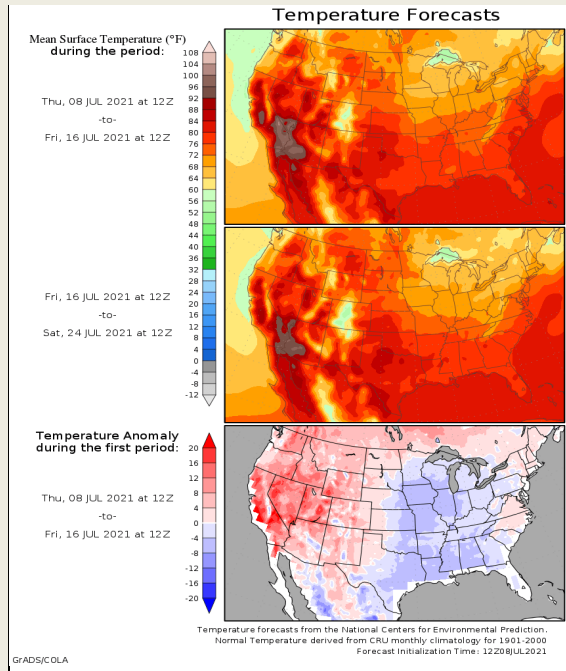 Temperature Forecasts
Mean Surface Temperature (°F)
during the period:
Thu, 08 JUL 2021 at 12Z
-to-
Fri, 16 JUL 2021 at 12Z
108
104
100
96
92
88
84
80
76
72
68
64
60
56
52
48
44
40
36
32
28
24
20
16
12
8
4
0
-4
-8
-12
Fri, 16 JUL 2021 at 12Z
-to-
Sat, 24 JUL 2021 at 12Z
Temperature Anomaly
during the first period:
Thu, 08 JUL 2021 at 12Z
-to-
Fri, 16 JUL 2021 at 12Z
20
16
12
8
4
0
-4
-8
-12
-16
-20
Temperature forecasts from the National Centers for Environmental Prediction.
Normal Temperature derived from CRU monthly climatology for 1901-2000
Forecast Initialization Time: 12Z08JUL2021
GrADS/COLA